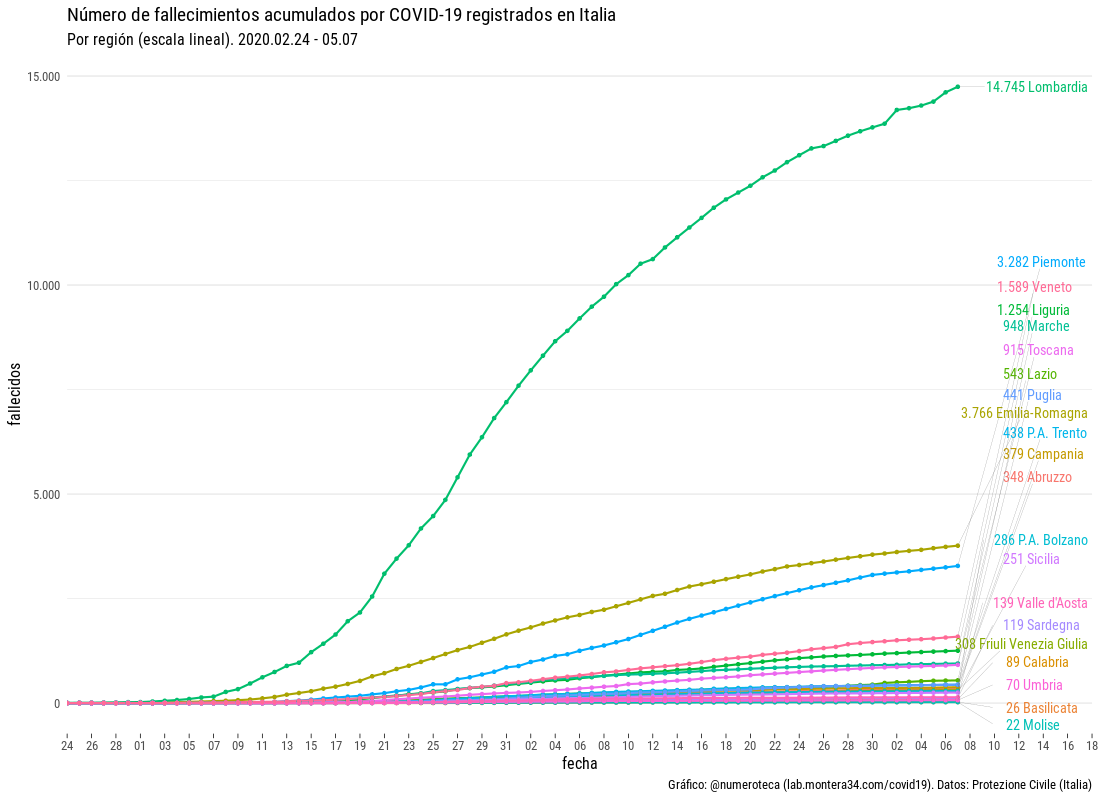 Número de fallecimientos acumulados por COVID-19 registrados en Italia
Por región (escala lineal). 2020.02.24 - 05.07
fallecidos
15.000
10.000
5.000
0
14.745 Lombardia
3.282 Piemonte
1.589 Veneto
1.254 Liguria
948 Marche
915 Toscana
543 Lazio
441 Puglia
3.766 Emilia-Romagna
438 P.A. Trento
379 Campania
348 Abruzzo
286 P.A. Bolzano
251 Sicilia
139 Valle d'Aosta
119 Sardegna
308 Friuli Venezia Giulia
89 Calabria
70 Umbria
26 Basilicata
22 Molise
24 26 28 01 03 05 07 09 11 13 15 17 19 21 23 25 27 29 31 02 04 06 08 10 12 14 16 18 20 22 24 26 28 30 02 04 06 08 10 12 14 16 18
fecha
Gráfico: @numeroteca (lab.montera34.com/covid19). Datos: Protezione Civile (Italia)